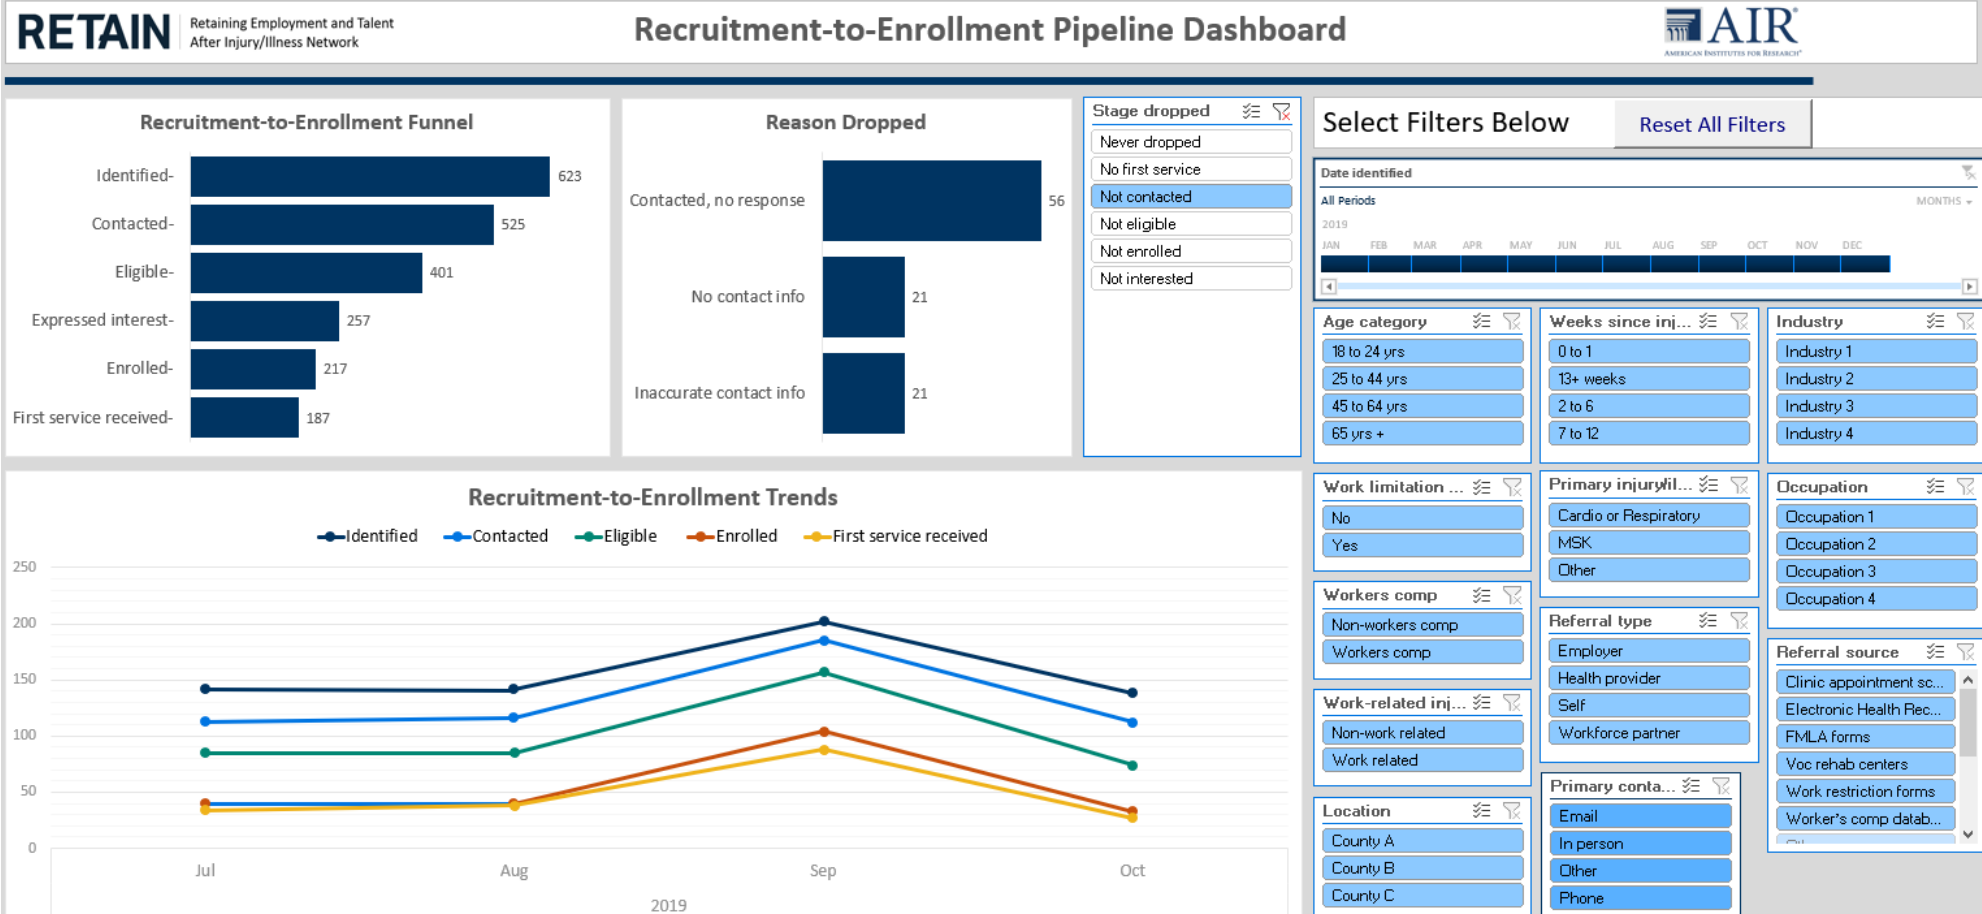 RETAIN
Retaining Employment and Talent
After Injury/Illness Network
Recruitment-to-Enrollment Pipeline Dashboard
AIR®
AMERICAN INSTITUTES FOR RESEARCH®
Recruitment-to-Enrollment Funnel
Identified-
623
Contacted-
525
Eligible-
401
Expressed interest-
257
Enrolled-
217
First service received-
187
Reason Dropped
Contacted, no response
56
No contact info
21
Inaccurate contact info
21
Stage dropped
Never dropped
No first service
Not contacted
Not eligible
Not enrolled
Not interested
Select Filters Below
Reset All Filters
Date identified
All Periods
MONTHS
2019
JAN FEB MAR APR MAY JUN JUL AUG SEP OCT NOV DEC
Age category
18 to 24 yrs
25 to 44 yrs
45 to 64 yrs
65 yrs +
Weeks since inj...
0 to 1
13+ weeks
2 to 6
7 to 12
Industry
Industry 1
Industry 2
Industry 3
Industry 4
Recruitment-to-Enrollment Trends
Identified Contacted Eligible Enrolled First service received
250
200
150
100
50
0
Jul Aug Sep Oct
2019
Work limitation ...
No
Yes
Primary injury/il...
Cardio or Respiratory
MSK
Other
Occupation
Occupation 1
Occupation 2
Occupation 3
Occupation 4
Workers comp
Non-workers comp
Workers comp
Referral type
Employer
Health provider
Self
Workforce partner
Referral source
Clinic appointment sc...
Electronic Health Rec...
FMLA forms
Voc rehab centers
Work restriction forms
Worker's comp datab...
Work-related inj...
Non-work related
Work related
Primary conta...
Email
In person
Other
Phone
Location
County A
County B
County C